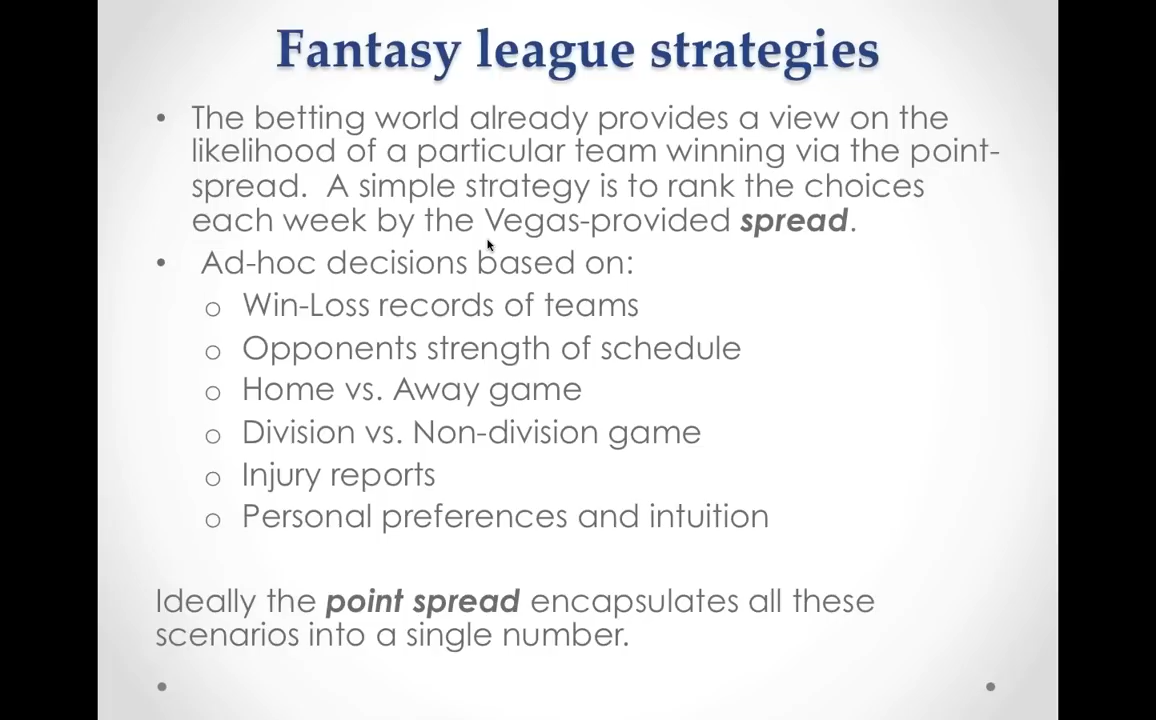 Fantasy league strategies
• The betting world already provides a view on the
likelihood of a particular team winning via the point-
spread. A simple strategy is to rank the choices
each week by the Vegas-provided spread.
• Ad-hoc decisions based on:
o Win-Loss records of teams
o Opponents strength of schedule
o Home vs. Away game
o Division vs. Non-division game
o Injury reports
o Personal preferences and intuition
Ideally the point spread encapsulates all these
scenarios into a single number.